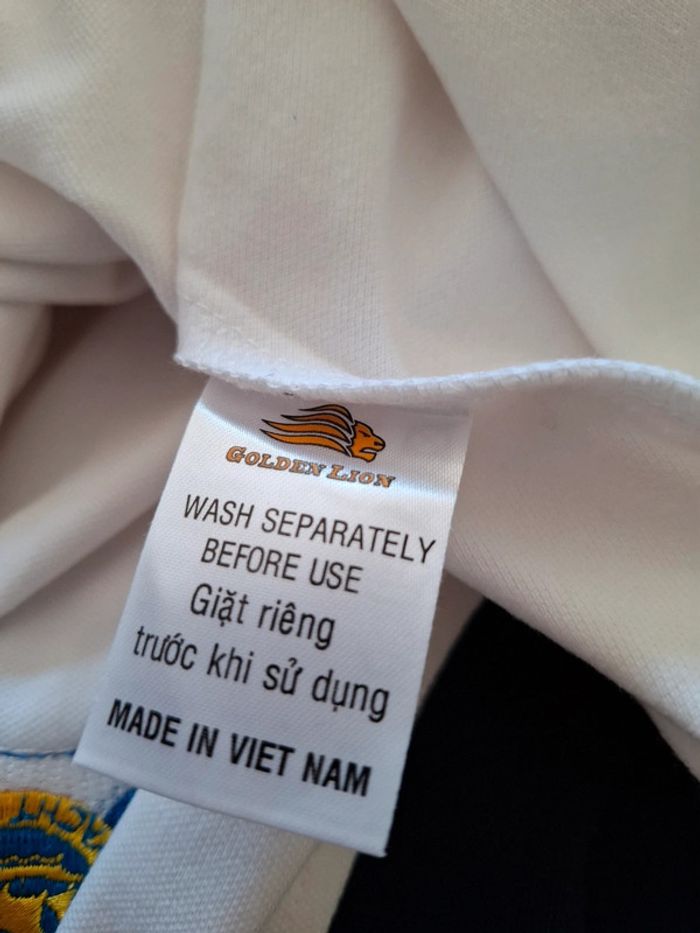 GOLDEN LION
WASH SEPARATELY
BEFORE USE
Giặt riêng
trước khi sử dụng
MADE IN VIET NAM